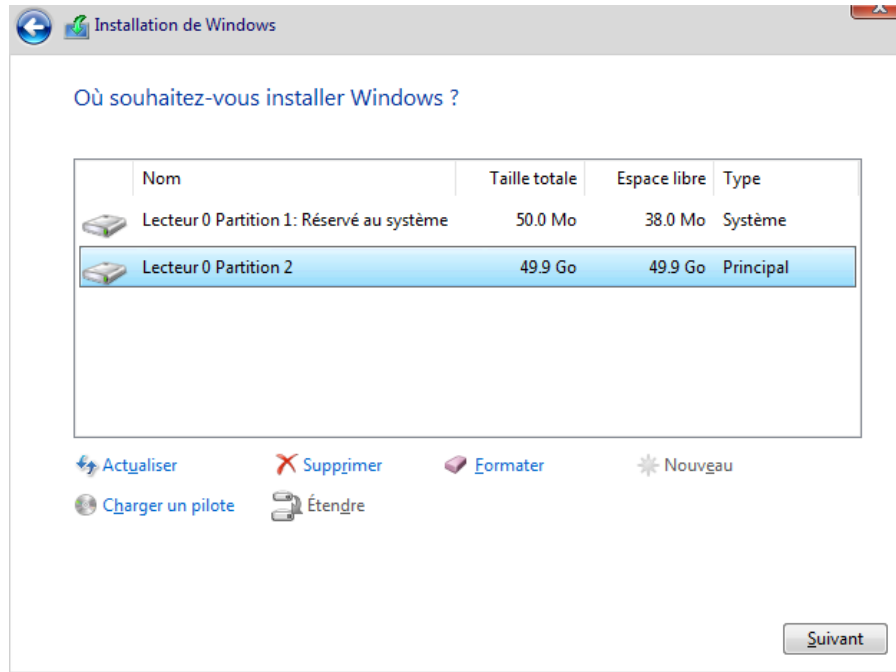 Installation de Windows
Où souhaitez-vous installer Windows ?
Nom Taille totale Espace libre Type
Lecteur 0 Partition 1: Réservé au système 50.0 Mo 38.0 Mo Système
Lecteur 0 Partition 2 49.9 Go 49.9 Go Principal
Actualiser Supprimer Formater Nouveau
Charger un pilote Étendre
Suivant